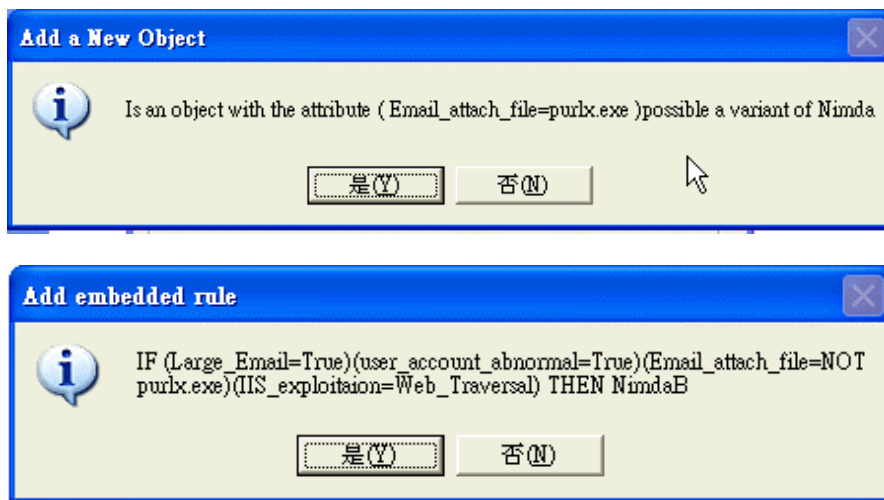 Add a New Object
Is an object with the attribute ( Email_attach_file=purlx.exe )possible a variant of Nimda
是(Y)
否(N)
Add embedded rule
IF (Large_Email=True)(user_account_abnormal=True)(Email_attach_file=NOT
purlx.exe)(IIS_exploitaion=Web_Traversal) THEN NimdaB
是(Y)
否(N)